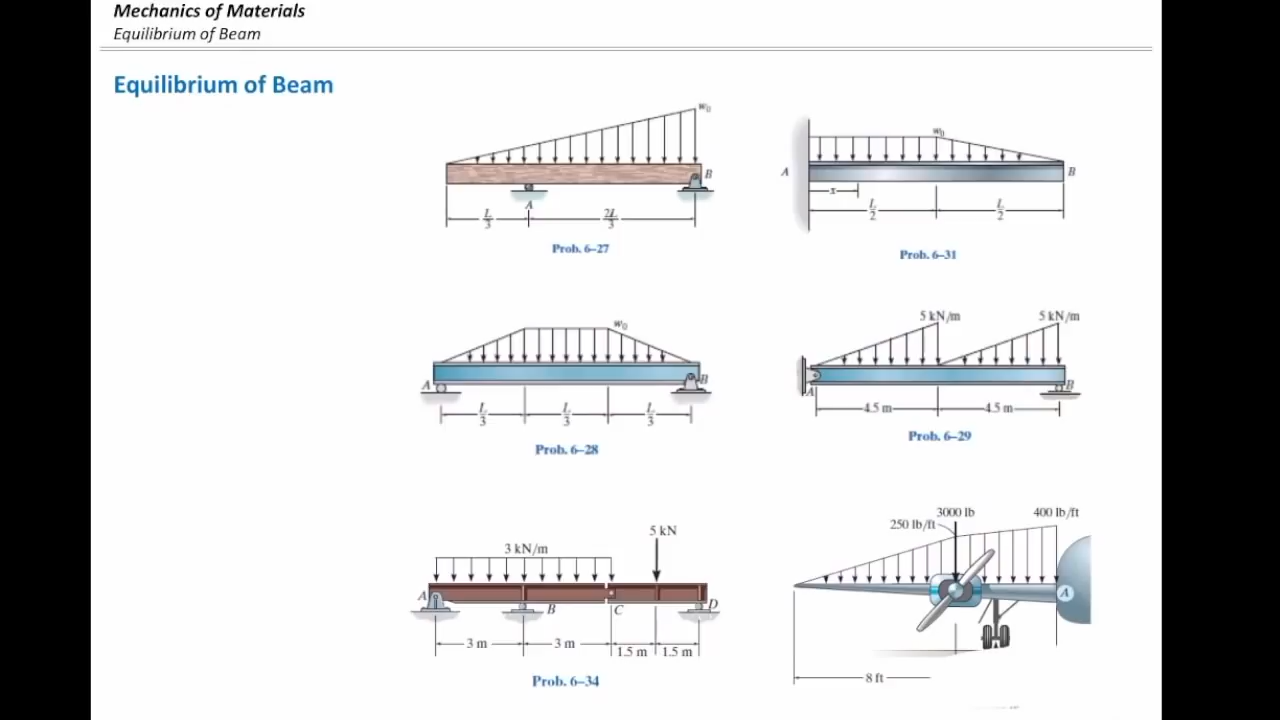 Mechanics of Materials
Equilibrium of Beam
Equilibrium of Beam
w0
B
A
L/3
2L/3
Prob. 6–27
w0
A
B
x
L/2
L/2
Prob. 6–31
w0
A
B
L/3
L/3
L/3
Prob. 6–28
5 kN/m
5 kN/m
A
B
4.5 m
4.5 m
Prob. 6–29
5 kN
3 kN/m
A
B
C
D
3 m
3 m
1.5 m
1.5 m
Prob. 6–34
3000 lb
400 lb/ft
250 lb/ft
A
8 ft